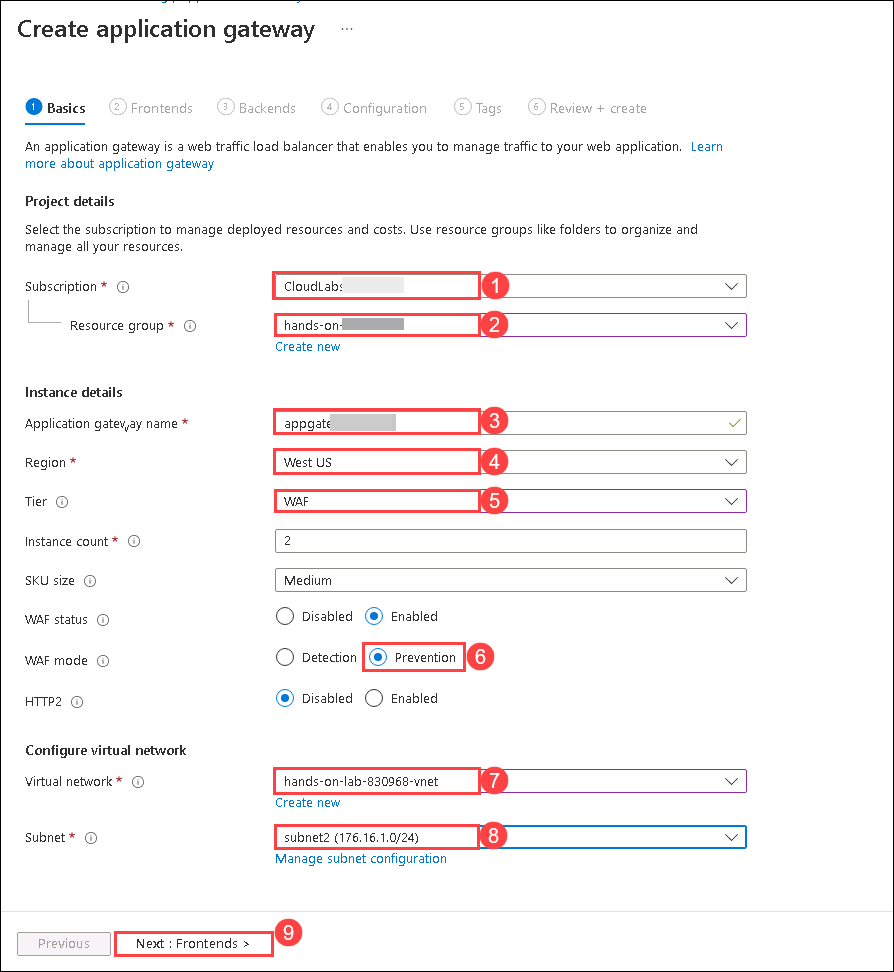 Create application gateway ...
1 Basics 2 Frontends 3 Backends 4 Configuration 5 Tags 6 Review + create
An application gateway is a web traffic load balancer that enables you to manage traffic to your web application. Learn
more about application gateway
Project details
Select the subscription to manage deployed resources and costs. Use resource groups like folders to organize and
manage all your resources.
Subscription * CloudLabs 1
Resource group * hands-on- 2
Create new
Instance details
Application gateway name * appgate 3
Region * West US 4
Tier WAF 5
Instance count * 2
SKU size Medium
WAF status Disabled Enabled
WAF mode Detection Prevention 6
HTTP2 Disabled Enabled
Configure virtual network
Virtual network * hands-on-lab-830968-vnet 7
Create new
Subnet * subnet2 (176.16.1.0/24) 8
Manage subnet configuration
Previous Next : Frontends > 9